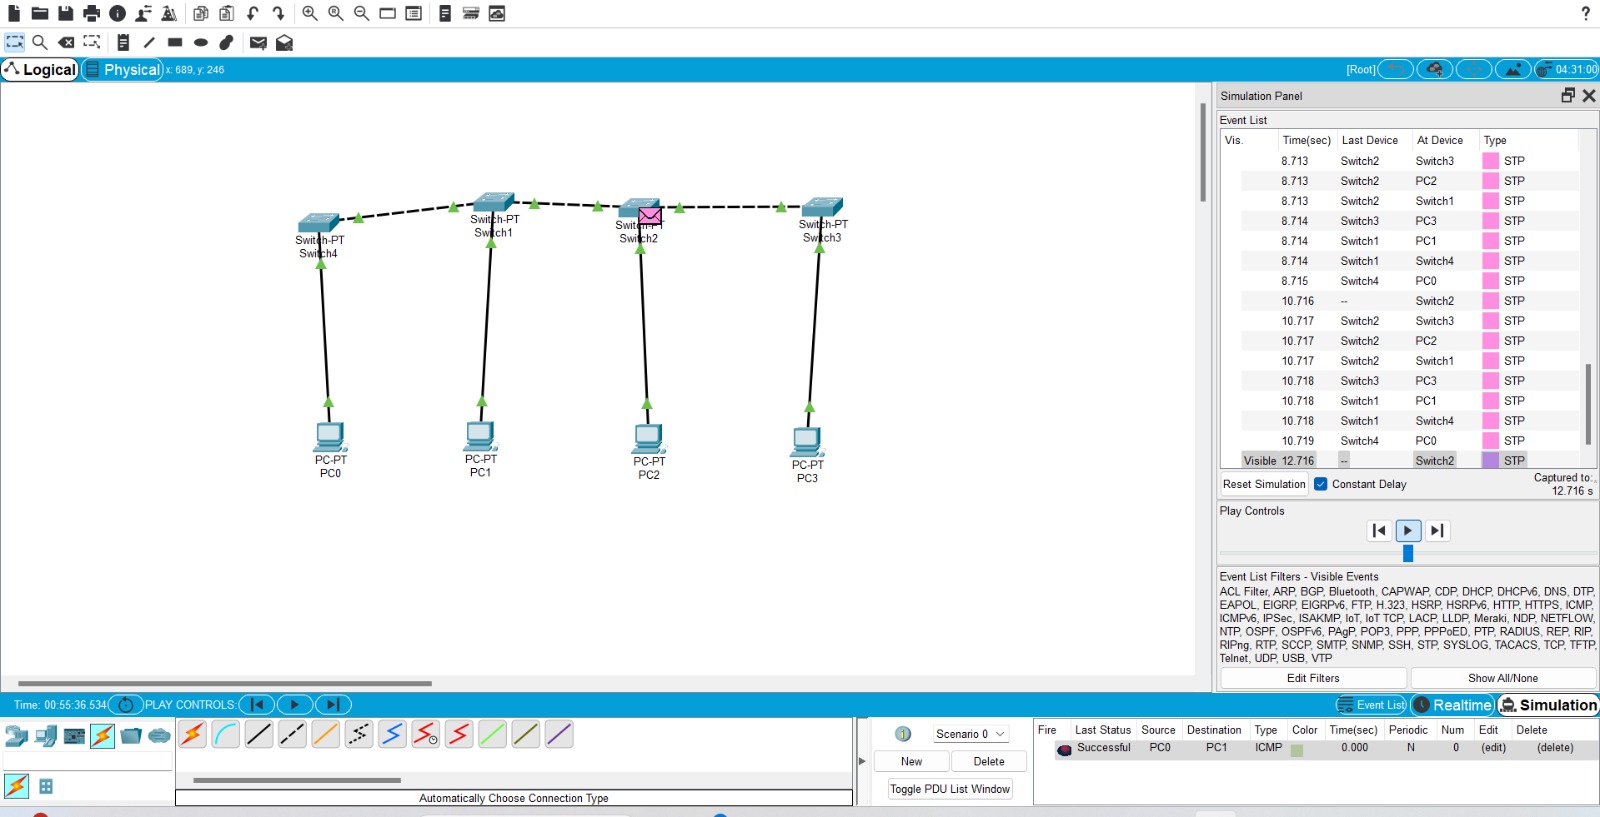 ?
Logical Physical x: 689, y: 246 [Root] 04:31:00
Simulation Panel
Event List
Vis. Time(sec) Last Device At Device Type
8.713 Switch2 Switch3 STP
8.713 Switch2 PC2 STP
8.713 Switch2 Switch1 STP
8.714 Switch3 PC3 STP
8.714 Switch1 PC1 STP
8.714 Switch1 Switch4 STP
8.715 Switch4 PC0 STP
10.716 -- Switch2 STP
10.717 Switch2 Switch3 STP
10.717 Switch2 PC2 STP
10.717 Switch2 Switch1 STP
10.718 Switch3 PC3 STP
10.718 Switch1 PC1 STP
10.718 Switch1 Switch4 STP
10.719 Switch4 PC0 STP
Visible 12.716 -- Switch2 STP
Reset Simulation Constant Delay Captured to:
12.716 s
Play Controls
Event List Filters - Visible Events
ACL Filter, ARP, BGP, Bluetooth, CAPWAP, CDP, DHCP, DHCPv6, DNS, DTP,
EAPOL, EIGRP, EIGRPv6, FTP, H.323, HSRP, HSRPv6, HTTP, HTTPS, ICMP,
ICMPv6, IPSec, ISAKMP, IoT, IoT TCP, LACP, LLDP, Meraki, NDP, NETFLOW,
NTP, OSPF, OSPFv6, PAgP, POP3, PPP, PPPoED, PTP, RADIUS, REP, RIP,
RIPng, RTP, SCCP, SMTP, SNMP, SSH, STP, SYSLOG, TACACS, TCP, TFTP,
Telnet, UDP, USB, VTP
Edit Filters Show All/None
Switch-PT
Switch4
Switch-PT
Switch1
Switch-PT
Switch2
Switch-PT
Switch3
PC-PT
PC0
PC-PT
PC1
PC-PT
PC2
PC-PT
PC3
Time: 00:55:36.534 PLAY CONTROLS: Event List Realtime Simulation
Automatically Choose Connection Type
Scenario 0
New Delete
Toggle PDU List Window
Fire Last Status Source Destination Type Color Time(sec) Periodic Num Edit Delete
Successful PC0 PC1 ICMP 0.000 N 0 (edit) (delete)